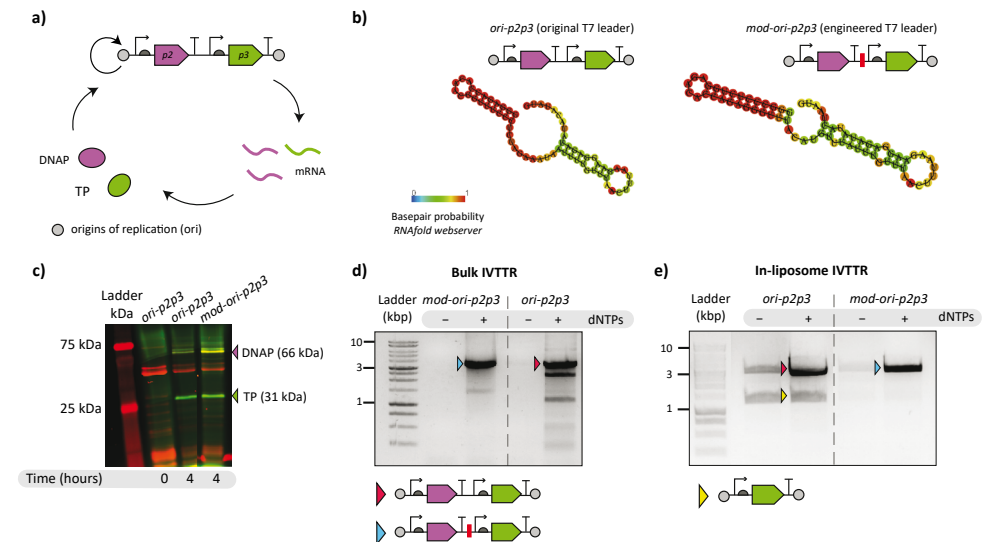 a)
p2
p3
DNAP
TP
mRNA
origins of replication (ori)
b)
ori-p2p3 (original T7 leader)
mod-ori-p2p3 (engineered T7 leader)
0
1
Basepair probability
RNAfold webserver
c)
Ladder
kDa
ori-p2p3
ori-p2p3
mod-ori-p2p3
75 kDa
25 kDa
DNAP (66 kDa)
TP (31 kDa)
Time (hours)
0
4
4
d)
Bulk IVTTR
Ladder
(kbp)
mod-ori-p2p3
ori-p2p3
− + − + dNTPs
10
3
1
e)
In-liposome IVTTR
Ladder
(kbp)
ori-p2p3
mod-ori-p2p3
− + − + dNTPs
10
3
1